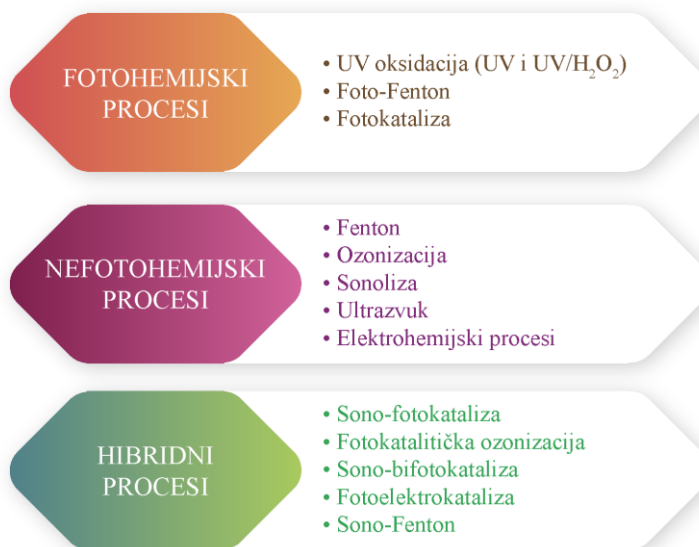 FOTOHEMIJSKI
PROCESI
• UV oksidacija (UV i UV/H₂O₂)
• Foto-Fenton
• Fotokataliza
NEFOTOHEMIJSKI
PROCESI
• Fenton
• Ozonizacija
• Sonoliza
• Ultrazvuk
• Elektrohemijski procesi
HIBRIDNI
PROCESI
• Sono-fotokataliza
• Fotokatalitička ozonizacija
• Sono-bifotokataliza
• Fotoelektrokataliza
• Sono-Fenton